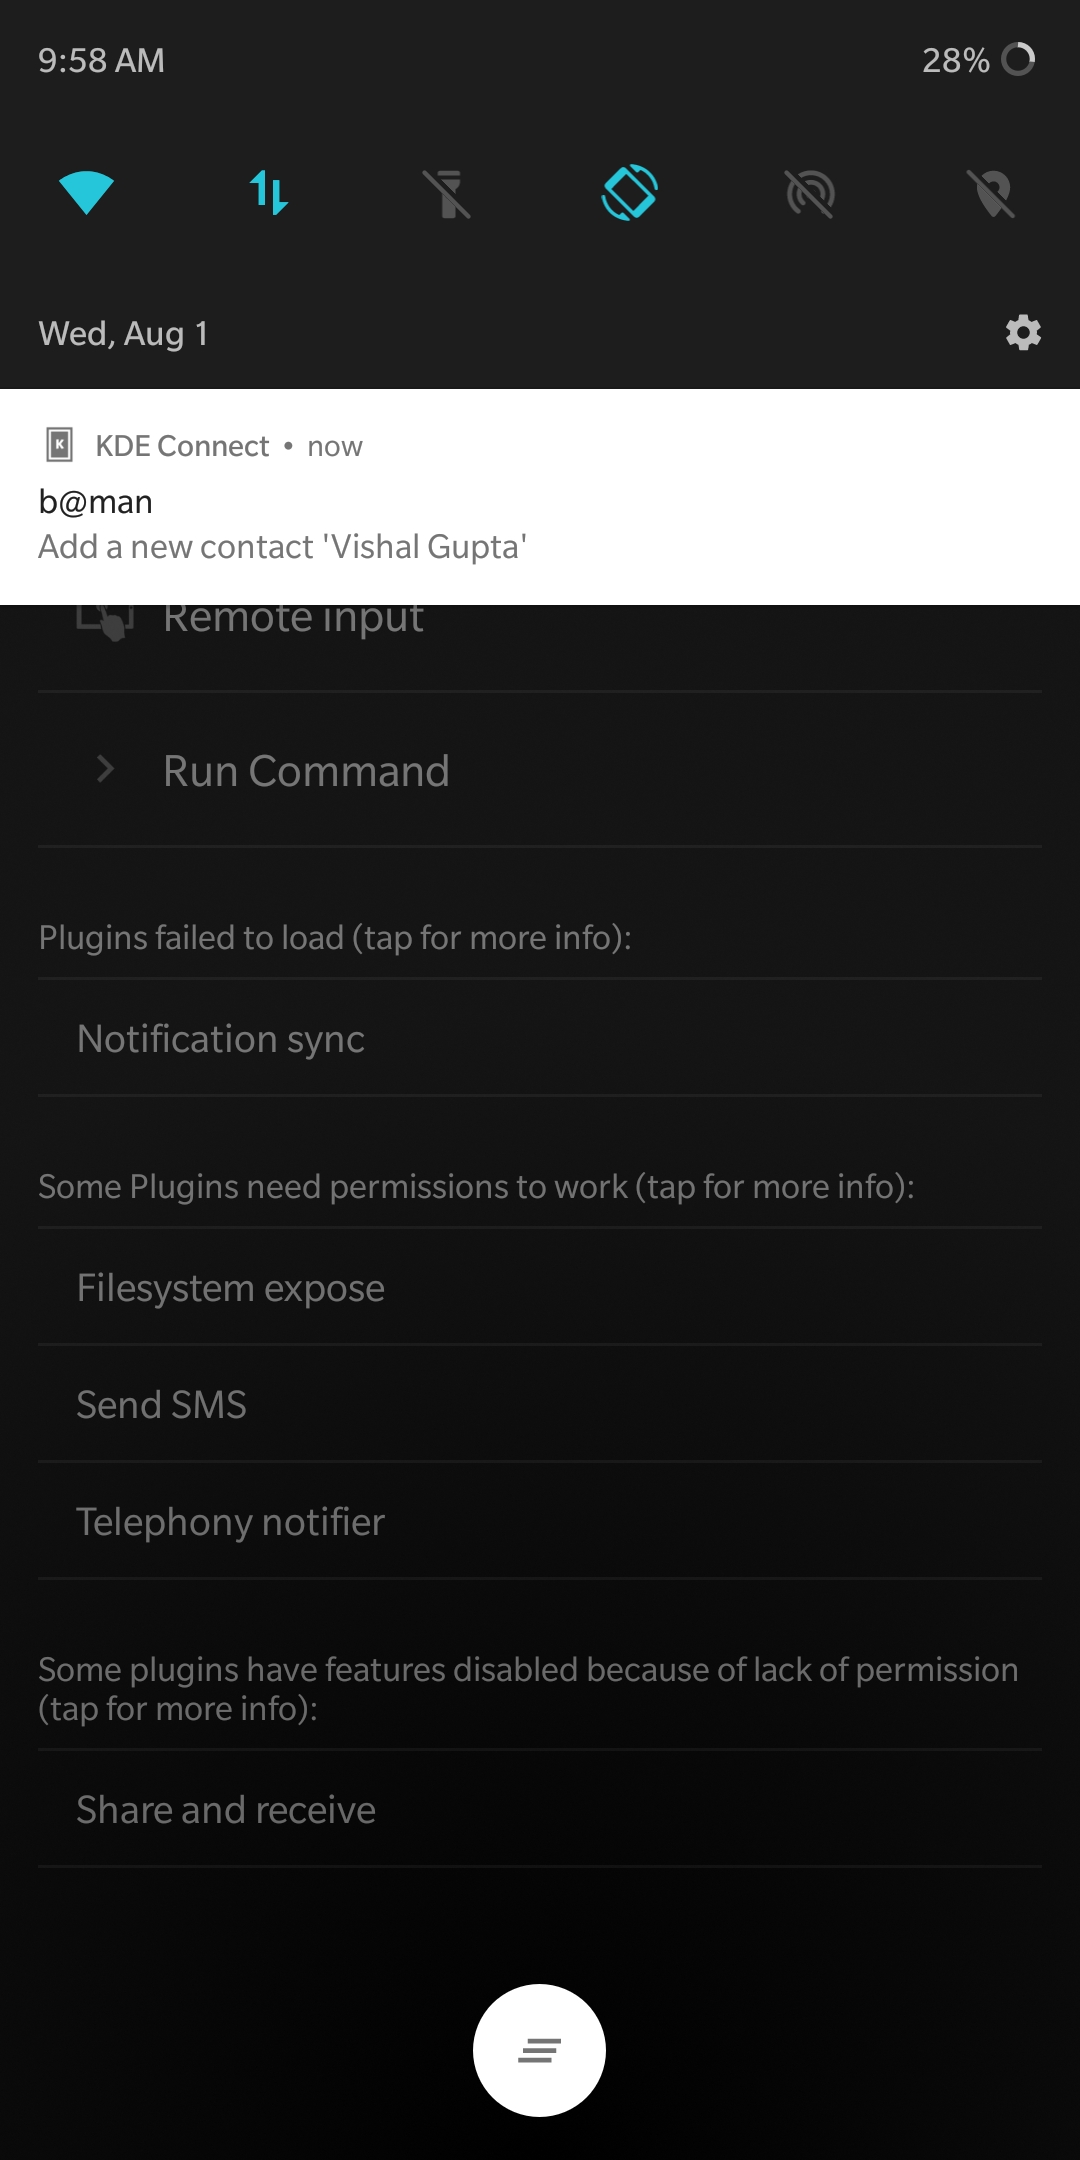 9:58 AM 28%
Wed, Aug 1
K KDE Connect • now
b@man
Add a new contact 'Vishal Gupta'
Remote input
Run Command
Plugins failed to load (tap for more info):
Notification sync
Some Plugins need permissions to work (tap for more info):
Filesystem expose
Send SMS
Telephony notifier
Some plugins have features disabled because of lack of permission
(tap for more info):
Share and receive